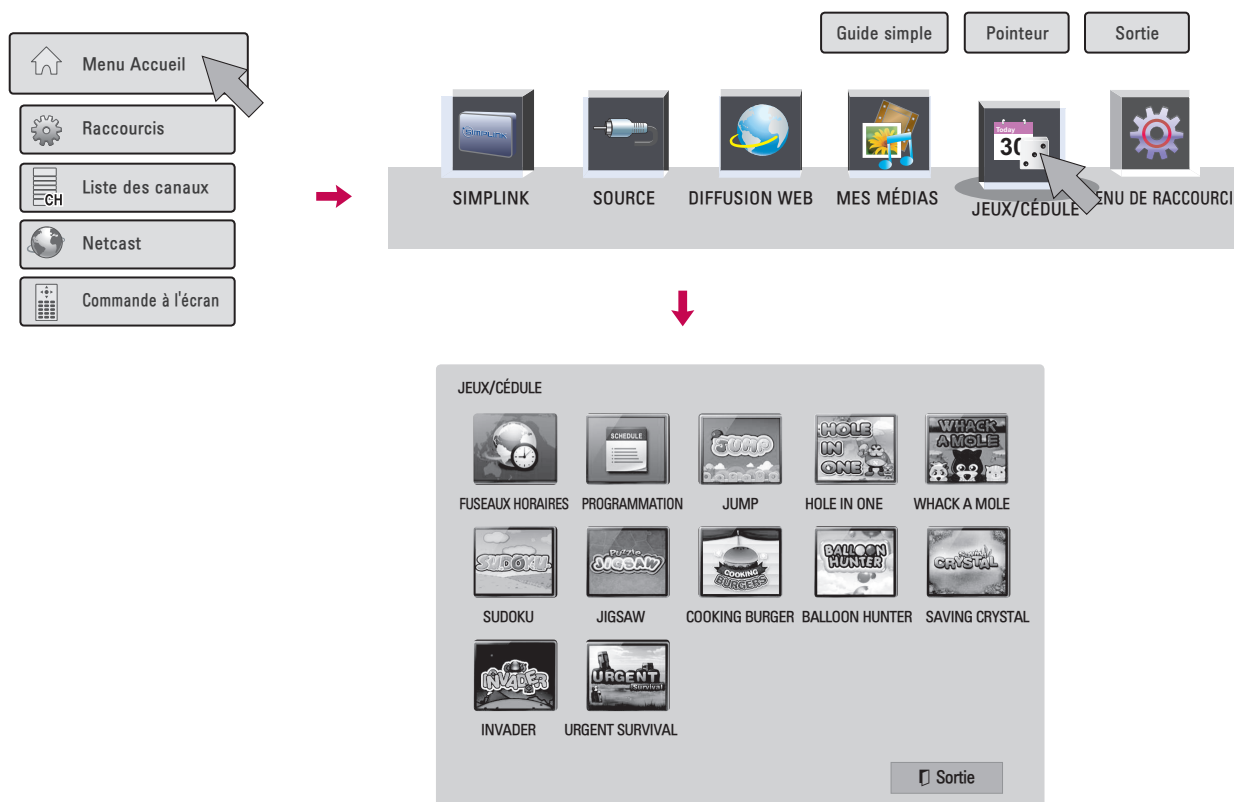 Guide simple
Pointeur
Sortie
Menu Accueil
Raccourcis
Liste des canaux
CH
Netcast
Commande à l'écran
SIMPLINK
Today
30
SIMPLINK
SOURCE
DIFFUSION WEB
MES MÉDIAS
JEUX/CÉDULE
ENU DE RACCOURCI
JEUX/CÉDULE
SCHEDULE
JUMP
HOLE
IN
ONE
WHACK
A MOLE
FUSEAUX HORAIRES
PROGRAMMATION
JUMP
HOLE IN ONE
WHACK A MOLE
SUDOKU
Puzzle
JIGSAW
COOKING
BURGERS
BALLOON
HUNTER
CRYSTAL
SUDOKU
JIGSAW
COOKING BURGER
BALLOON HUNTER
SAVING CRYSTAL
INVADER
URGENT
Survival
INVADER
URGENT SURVIVAL
Sortie